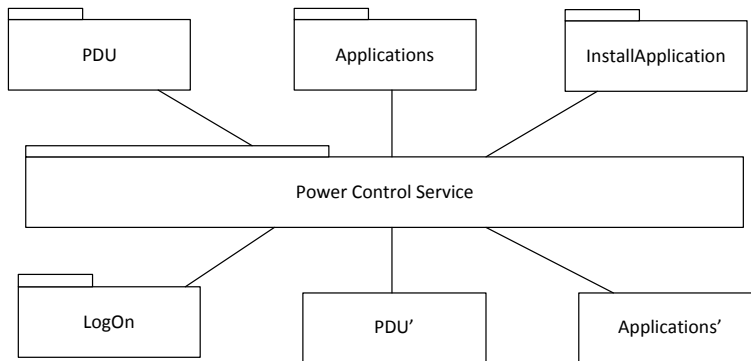 PDU
Applications
InstallApplication
Power Control Service
LogOn
PDU’
Applications’